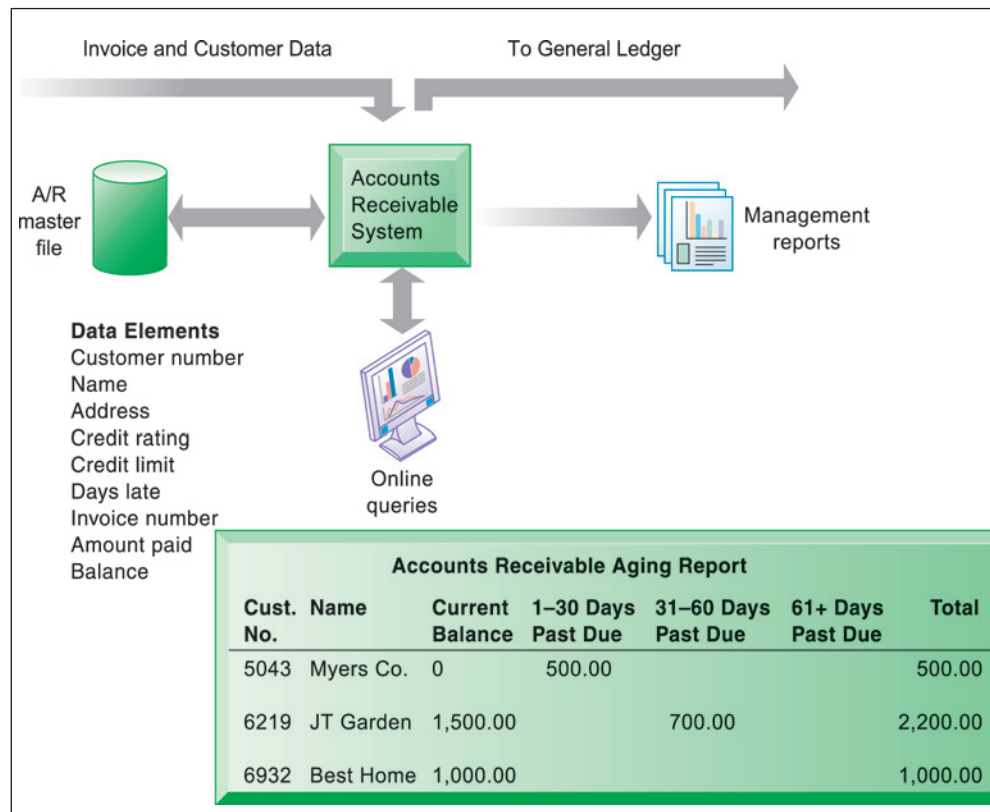 Invoice and Customer Data
To General Ledger
A/R
master
file
Accounts
Receivable
System
Management
reports
Online
queries
Data Elements
Customer number
Name
Address
Credit rating
Credit limit
Days late
Invoice number
Amount paid
Balance
Accounts Receivable Aging Report
Cust. No. Name Current Balance 1–30 Days Past Due 31–60 Days Past Due 61+ Days Past Due Total
5043 Myers Co. 0 500.00 500.00
6219 JT Garden 1,500.00 700.00 2,200.00
6932 Best Home 1,000.00 1,000.00